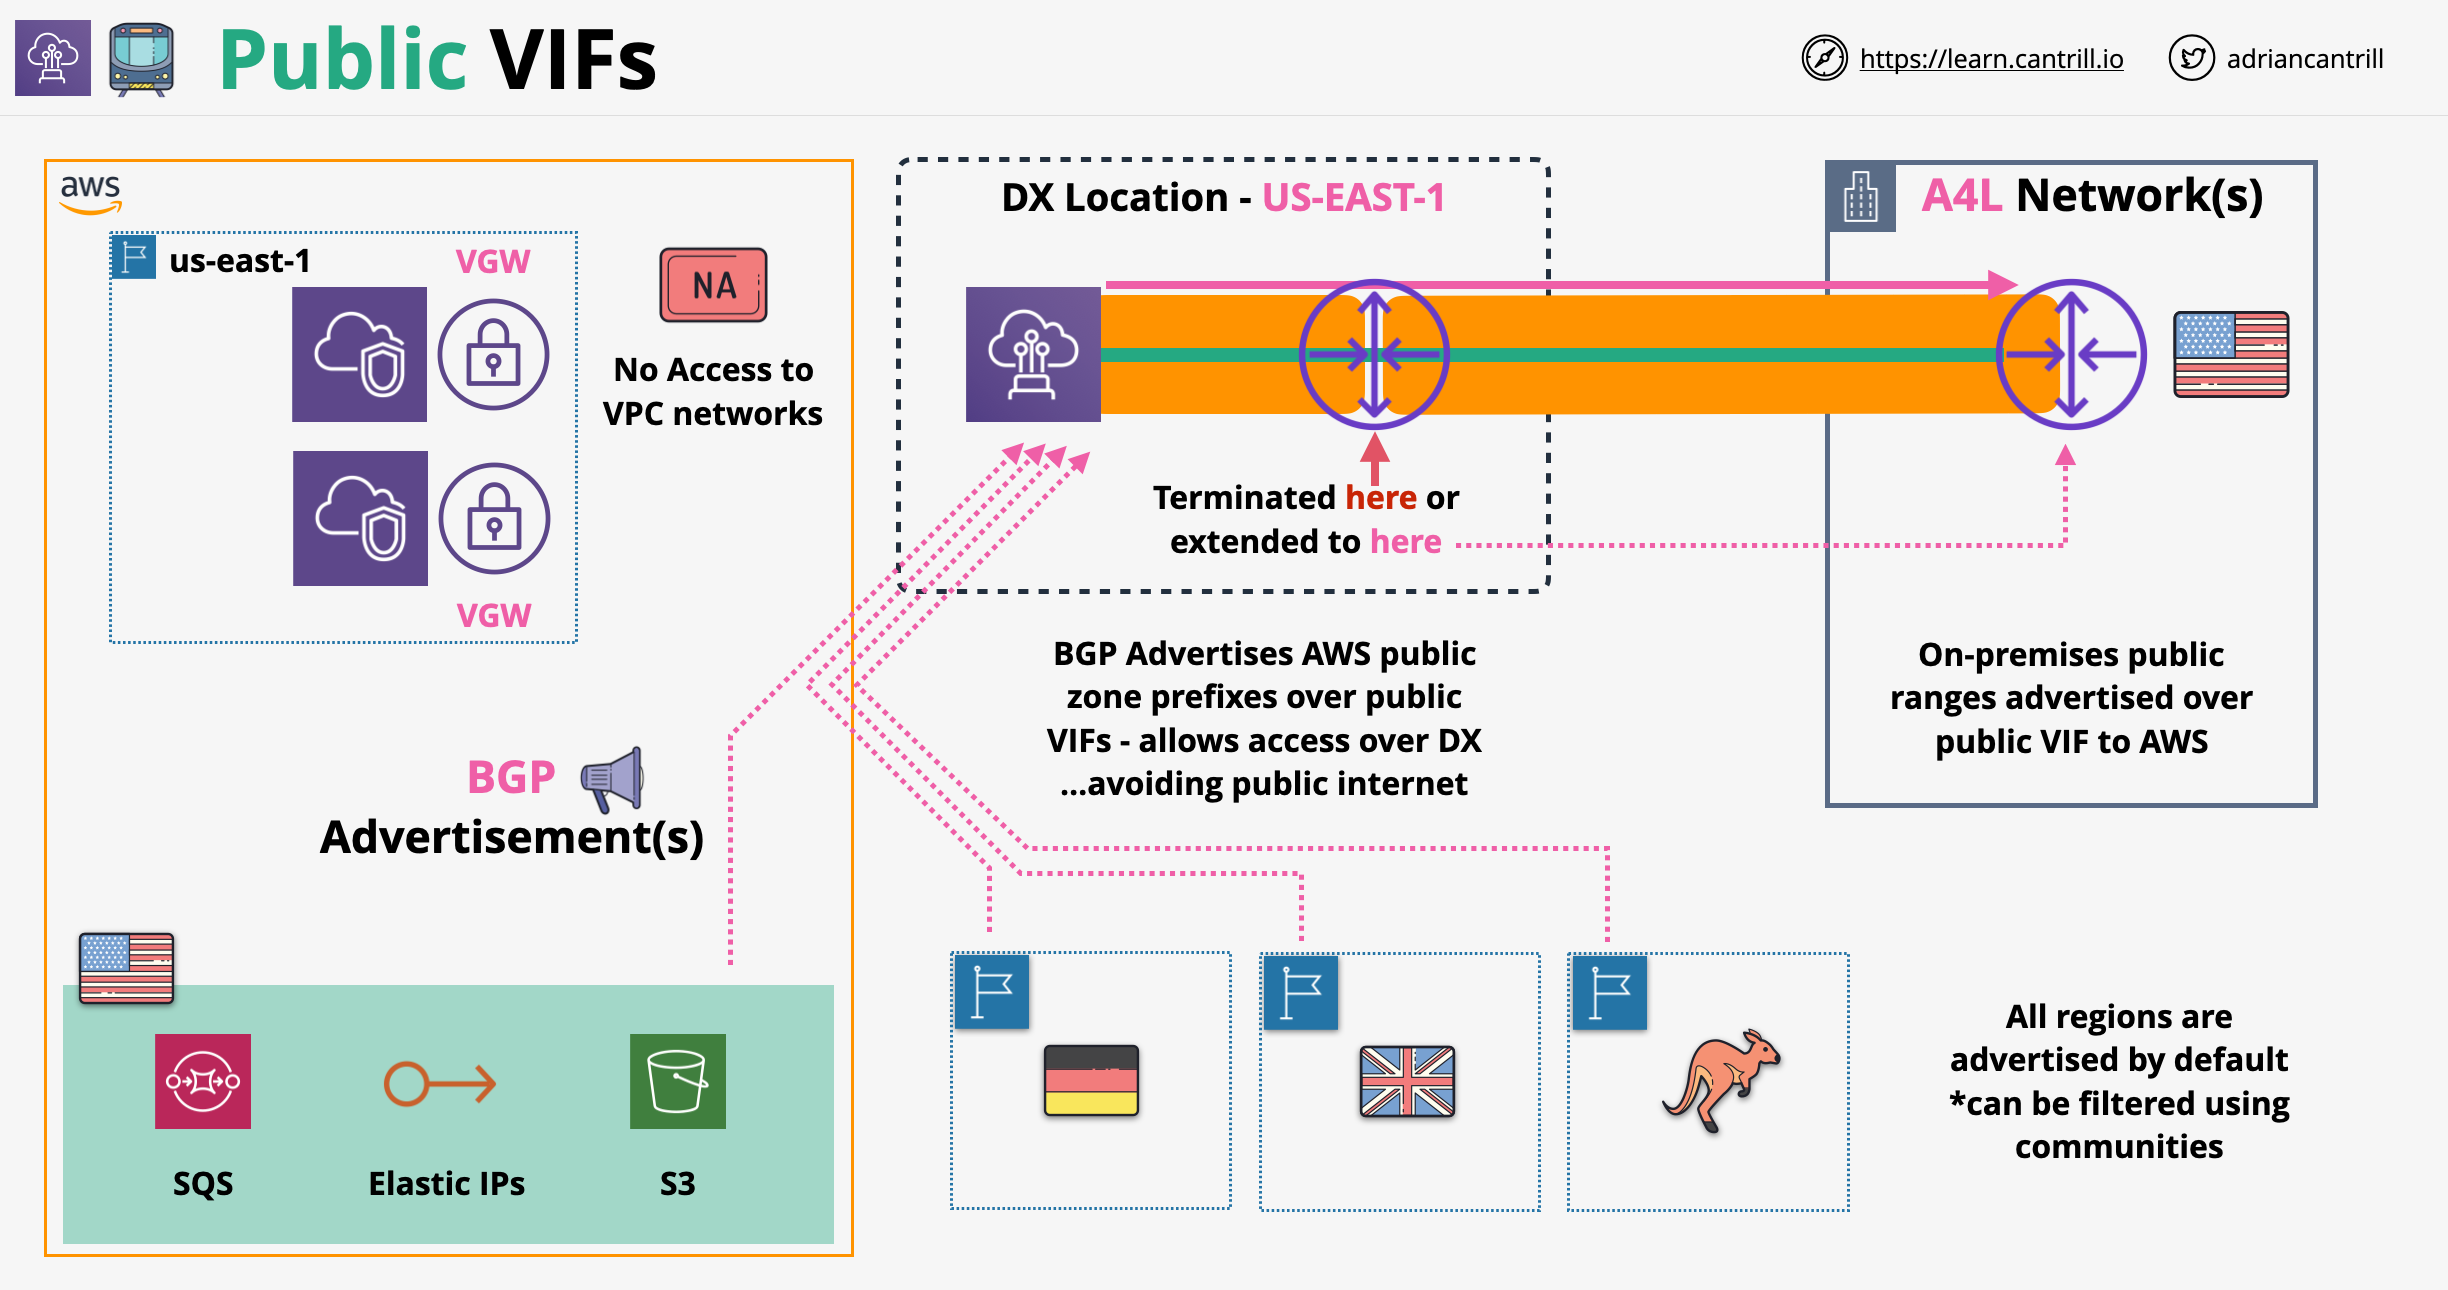 Public VIFs
https://learn.cantrill.io
adriancantrill
aws
us-east-1
VGW
VGW
NA
No Access to
VPC networks
DX Location - US-EAST-1
Terminated here or
extended to here
A4L Network(s)
BGP Advertises AWS public
zone prefixes over public
VIFs - allows access over DX
...avoiding public internet
On-premises public
ranges advertised over
public VIF to AWS
BGP
Advertisement(s)
SQS
Elastic IPs
S3
All regions are
advertised by default
*can be filtered using
communities